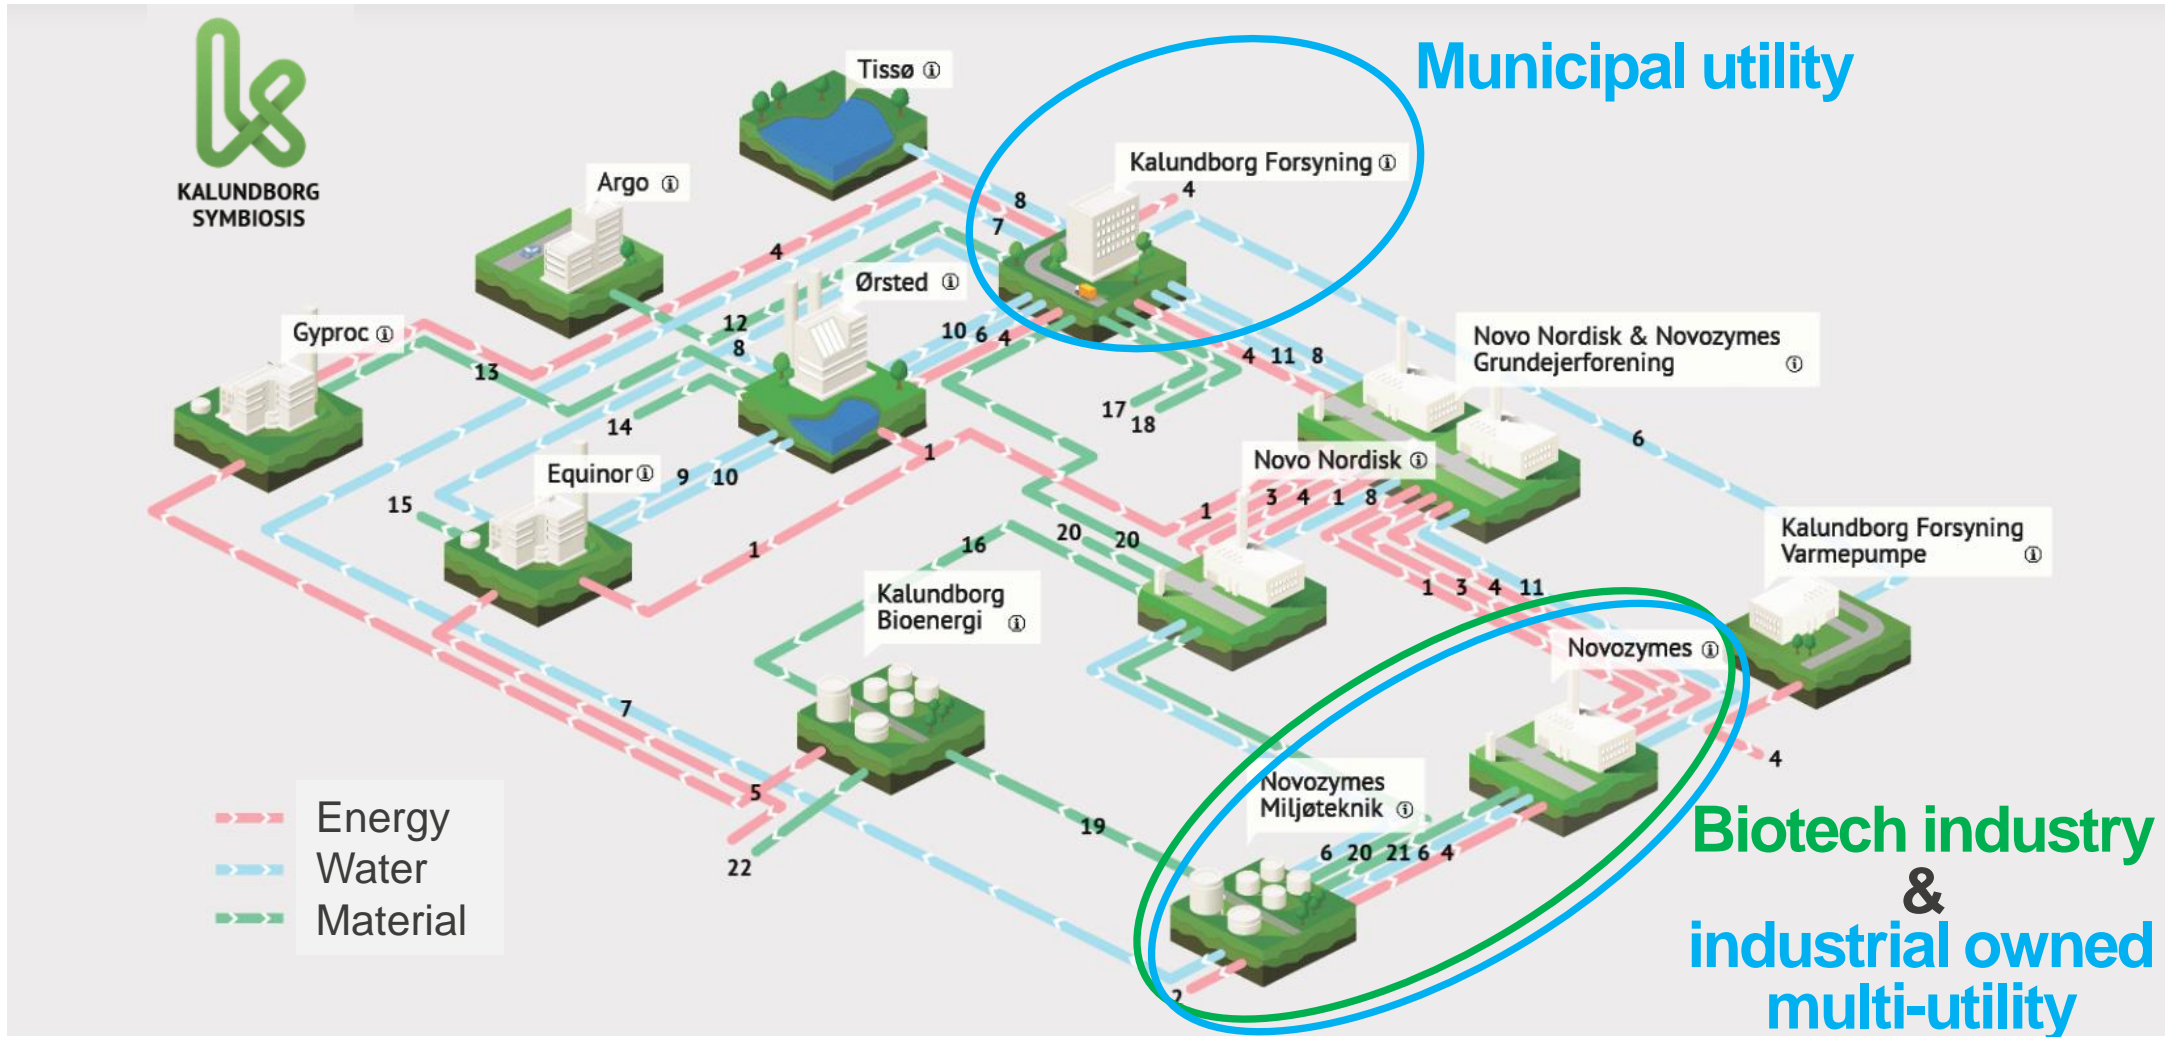 Municipal utility
Tissø
KALUNDBORG
SYMBIOSIS
Kalundborg Forsyning
4
Argo
8
7
4
Ørsted
12
8
10 6 4
Gyproc
13
Novo Nordisk & Novozymes
Grundejerforening
4 11 8
14
17
18
6
1
Equinor
9 10
Novo Nordisk
3 4 1 8
1
15
1
16
20 20
Kalundborg Forsyning
Varmepumpe
1 3 4 11
Kalundborg
Bioenergi
Novozymes
7
4
5
Novozymes
Miljøteknik
19
22
6 20 21 6 4
2
Energy
Water
Material
Biotech industry
&
industrial owned
multi-utility